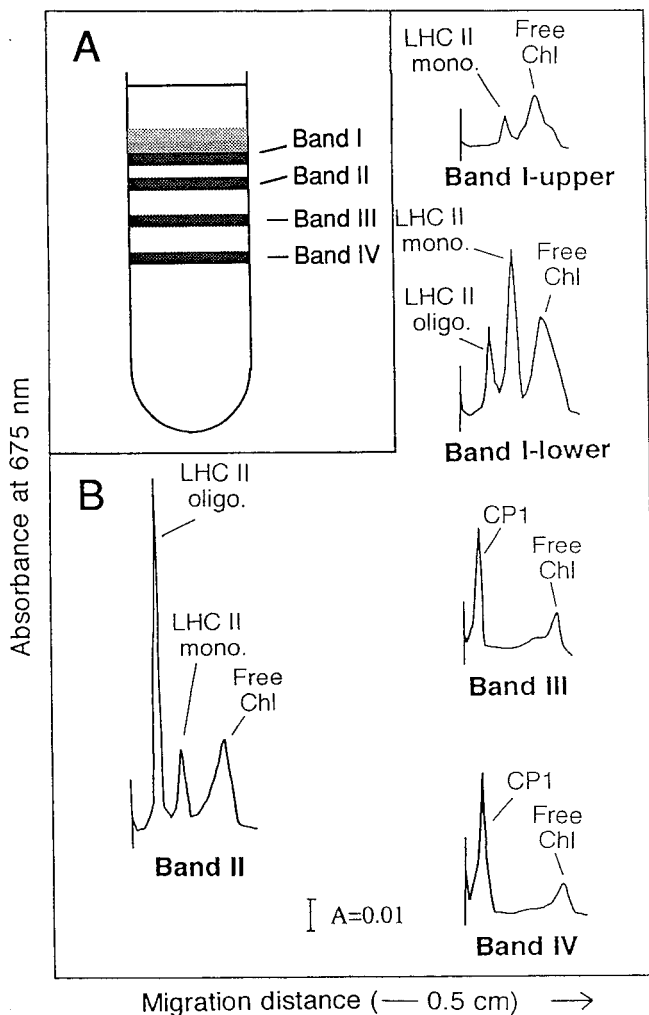 A
Band I
Band II
Band III
Band IV
LHC II
mono.
Free
Chl
Band I-upper
LHC II
mono.
LHC II
oligo.
Free
Chl
Band I-lower
B
LHC II
oligo.
LHC II
mono.
Free
Chl
Band II
CP1
Free
Chl
Band III
CP1
Free
Chl
Band IV
A=0.01
Absorbance at 675 nm
Migration distance (— 0.5 cm) →